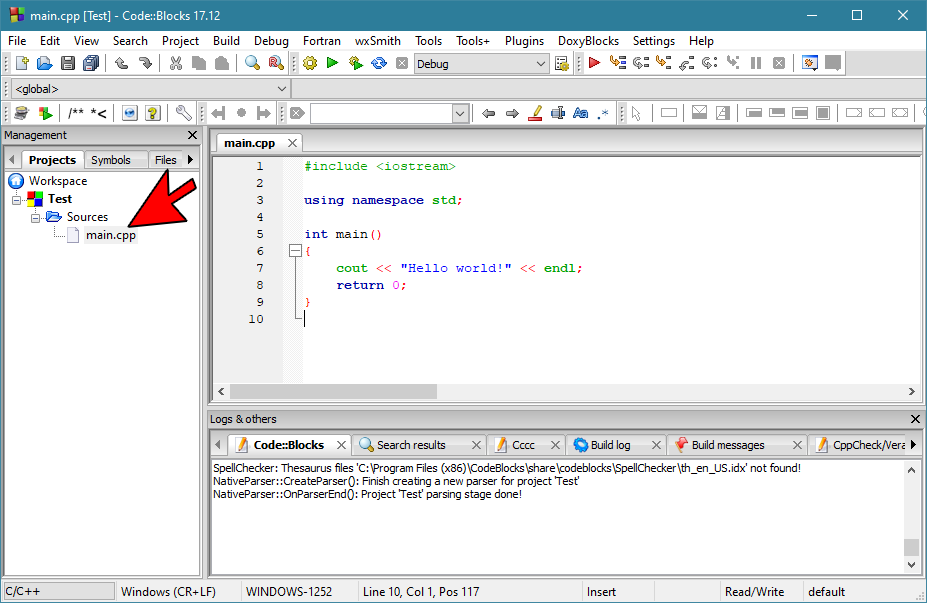 main.cpp [Test] - Code::Blocks 17.12
File Edit View Search Project Build Debug Fortran wxSmith Tools Tools+ Plugins DoxyBlocks Settings Help
Debug
<global>
/** *<
Management
Projects Symbols Files
Workspace
Test
Sources
main.cpp
main.cpp
1 #include <iostream>
2
3 using namespace std;
4
5 int main()
6 {
7 cout << "Hello world!" << endl;
8 return 0;
9 }
10
Logs & others
Code::Blocks Search results Cccc Build log Build messages CppCheck/Vera
SpellChecker: Thesaurus files 'C:\Program Files (x86)\CodeBlocks\share\codeblocks\SpellChecker\th_en_US.idx' not found!
NativeParser::CreateParser(): Finish creating a new parser for project 'Test'
NativeParser::OnParserEnd(): Project 'Test' parsing stage done!
C/C++ Windows (CR+LF) WINDOWS-1252 Line 10, Col 1, Pos 117 Insert Read/Write default